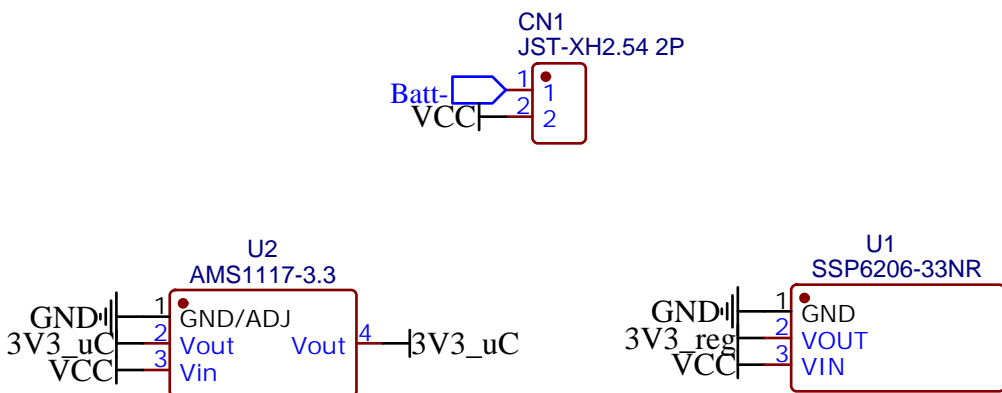 CN1
JST-XH2.54 2P
Batt- 1 1
VCC 2 2
U2
AMS1117-3.3
GND 1 GND/ADJ
3V3_uC 2 Vout Vout 4 3V3_uC
VCC 3 Vin
U1
SSP6206-33NR
GND 1 GND
3V3_reg 2 VOUT
VCC 3 VIN